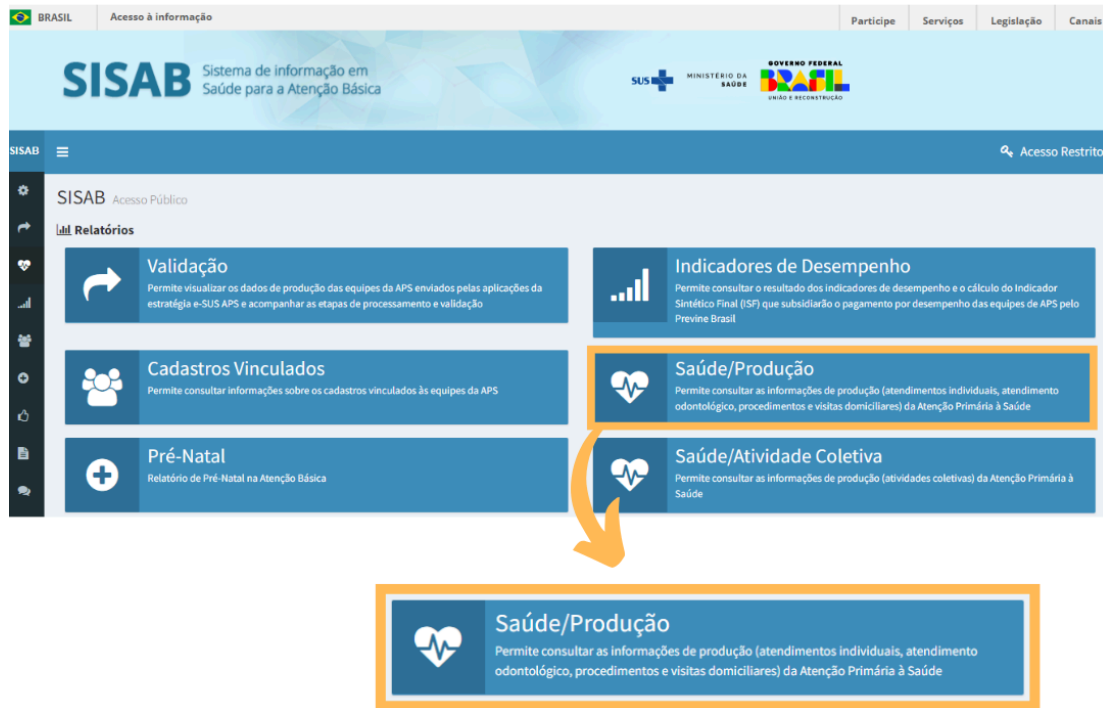 BRASIL
Acesso à informação
Participe
Serviços
Legislação
Canais
SISAB
Sistema de informação em
Saúde para a Atenção Básica
SUS
MINISTÉRIO DA
SAÚDE
GOVERNO FEDERAL
BRASIL
UNIÃO E RECONSTRUÇÃO
SISAB
Acesso Restrito
SISAB Acesso Público
Relatórios
Validação
Permite visualizar os dados de produção das equipes da APS enviados pelas aplicações da
estratégia e-SUS APS e acompanhar as etapas de processamento e validação
Indicadores de Desempenho
Permite consultar o resultado dos indicadores de desempenho e o cálculo do Indicador
Sintético Final (ISF) que subsidiarão o pagamento por desempenho das equipes de APS pelo
Previne Brasil
Cadastros Vinculados
Permite consultar informações sobre os cadastros vinculados às equipes da APS
Saúde/Produção
Permite consultar as informações de produção (atendimentos individuais, atendimento
odontológico, procedimentos e visitas domiciliares) da Atenção Primária à Saúde
Pré-Natal
Relatório de Pré-Natal na Atenção Básica
Saúde/Atividade Coletiva
Permite consultar as informações de produção (atividades coletivas) da Atenção Primária à
Saúde
Saúde/Produção
Permite consultar as informações de produção (atendimentos individuais, atendimento
odontológico, procedimentos e visitas domiciliares) da Atenção Primária à Saúde